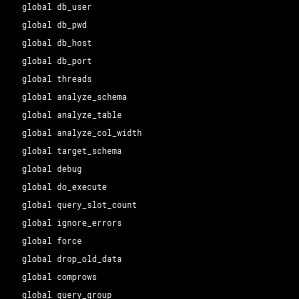 global db_user
global db_pwd
global db_host
global db_port
global threads
global analyze_schema
global analyze_table
global analyze_col_width
global target_schema
global debug
global do_execute
global query_slot_count
global ignore_errors
global force
global drop_old_data
global comprows
global query_group